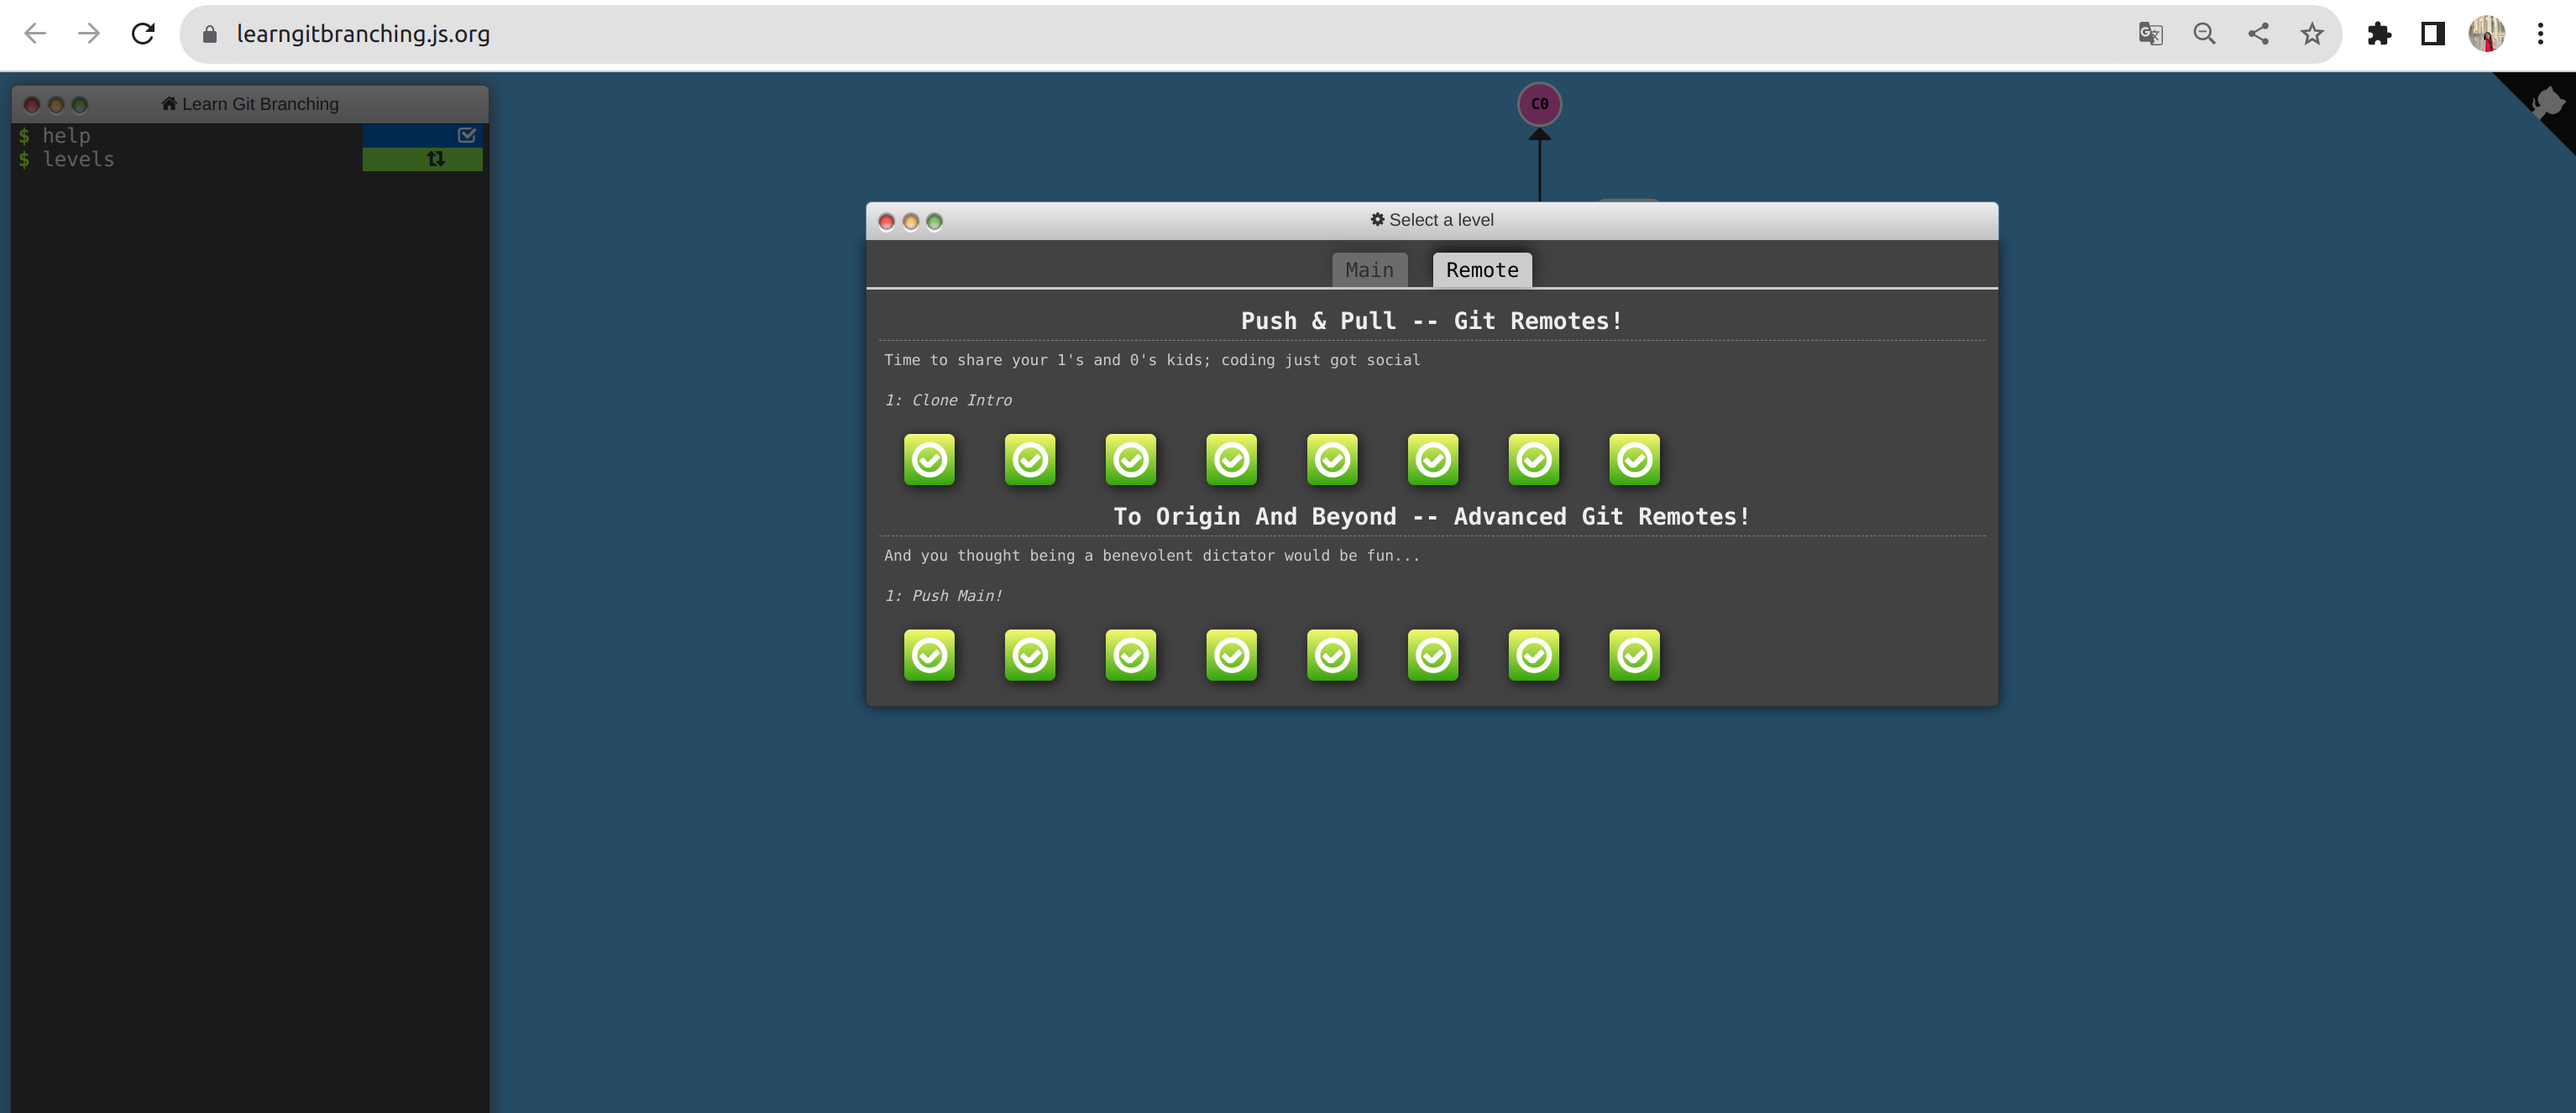 learngitbranching.js.org
Learn Git Branching
$ help
$ levels
C0
Select a level
Main Remote
Push & Pull -- Git Remotes!
Time to share your 1's and 0's kids; coding just got social
1: Clone Intro
To Origin And Beyond -- Advanced Git Remotes!
And you thought being a benevolent dictator would be fun...
1: Push Main!